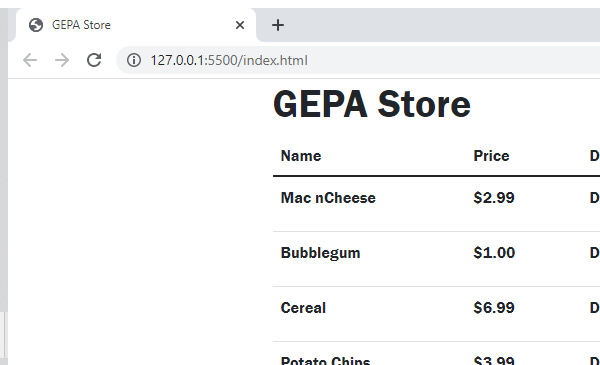 GEPA Store
127.0.0.1:5500/index.html
GEPA Store
Name Price D
Mac nCheese $2.99 D
Bubblegum $1.00 D
Cereal $6.99 D
Potato Chips $3.99 D